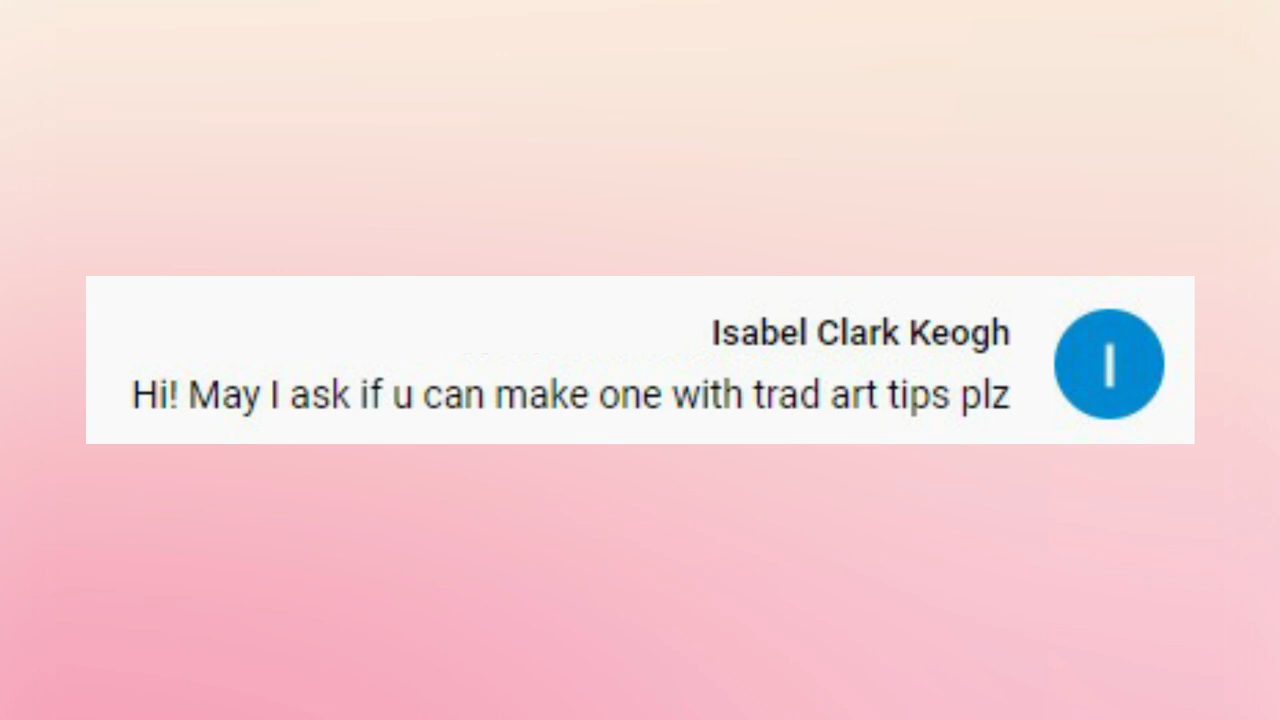 Isabel Clark Keogh
Hi! May I ask if u can make one with trad art tips plz
I